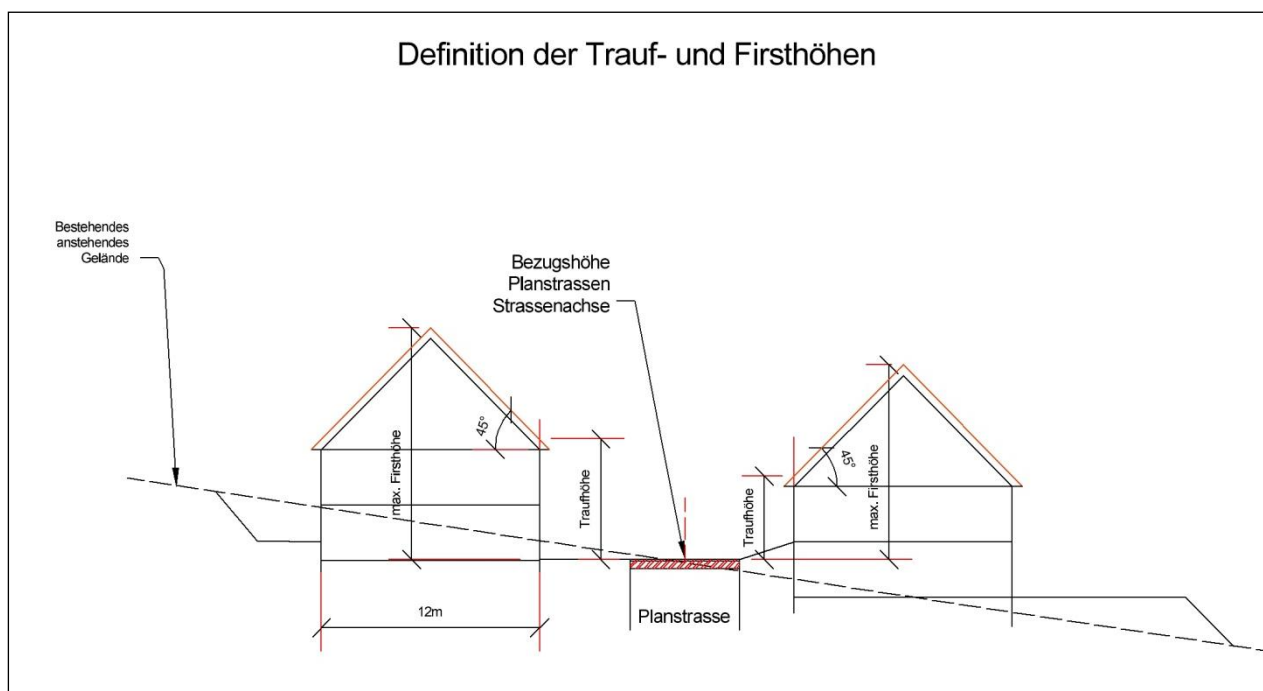 Definition der Trauf- und Firsthöhen
Bestehendes
anstehendes
Gelände
Bezugshöhe
Planstrassen
Strassenachse
max. Firsthöhe
45°
Traufhöhe
Traufhöhe
45°
max. Firsthöhe
12m
Planstrasse